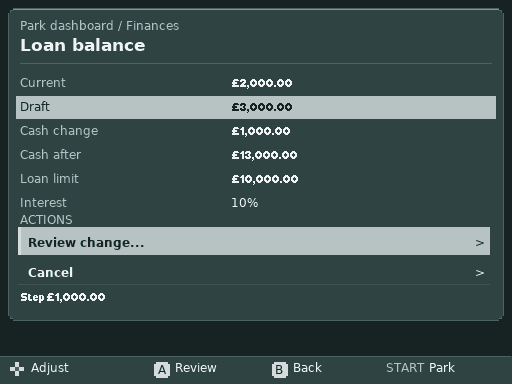 Park dashboard / Finances
Loan balance
Current £2,000.00
Draft £3,000.00
Cash change £1,000.00
Cash after £13,000.00
Loan limit £10,000.00
Interest 10%
ACTIONS
Review change... >
Cancel >
Step £1,000.00
Adjust A Review B Back START Park